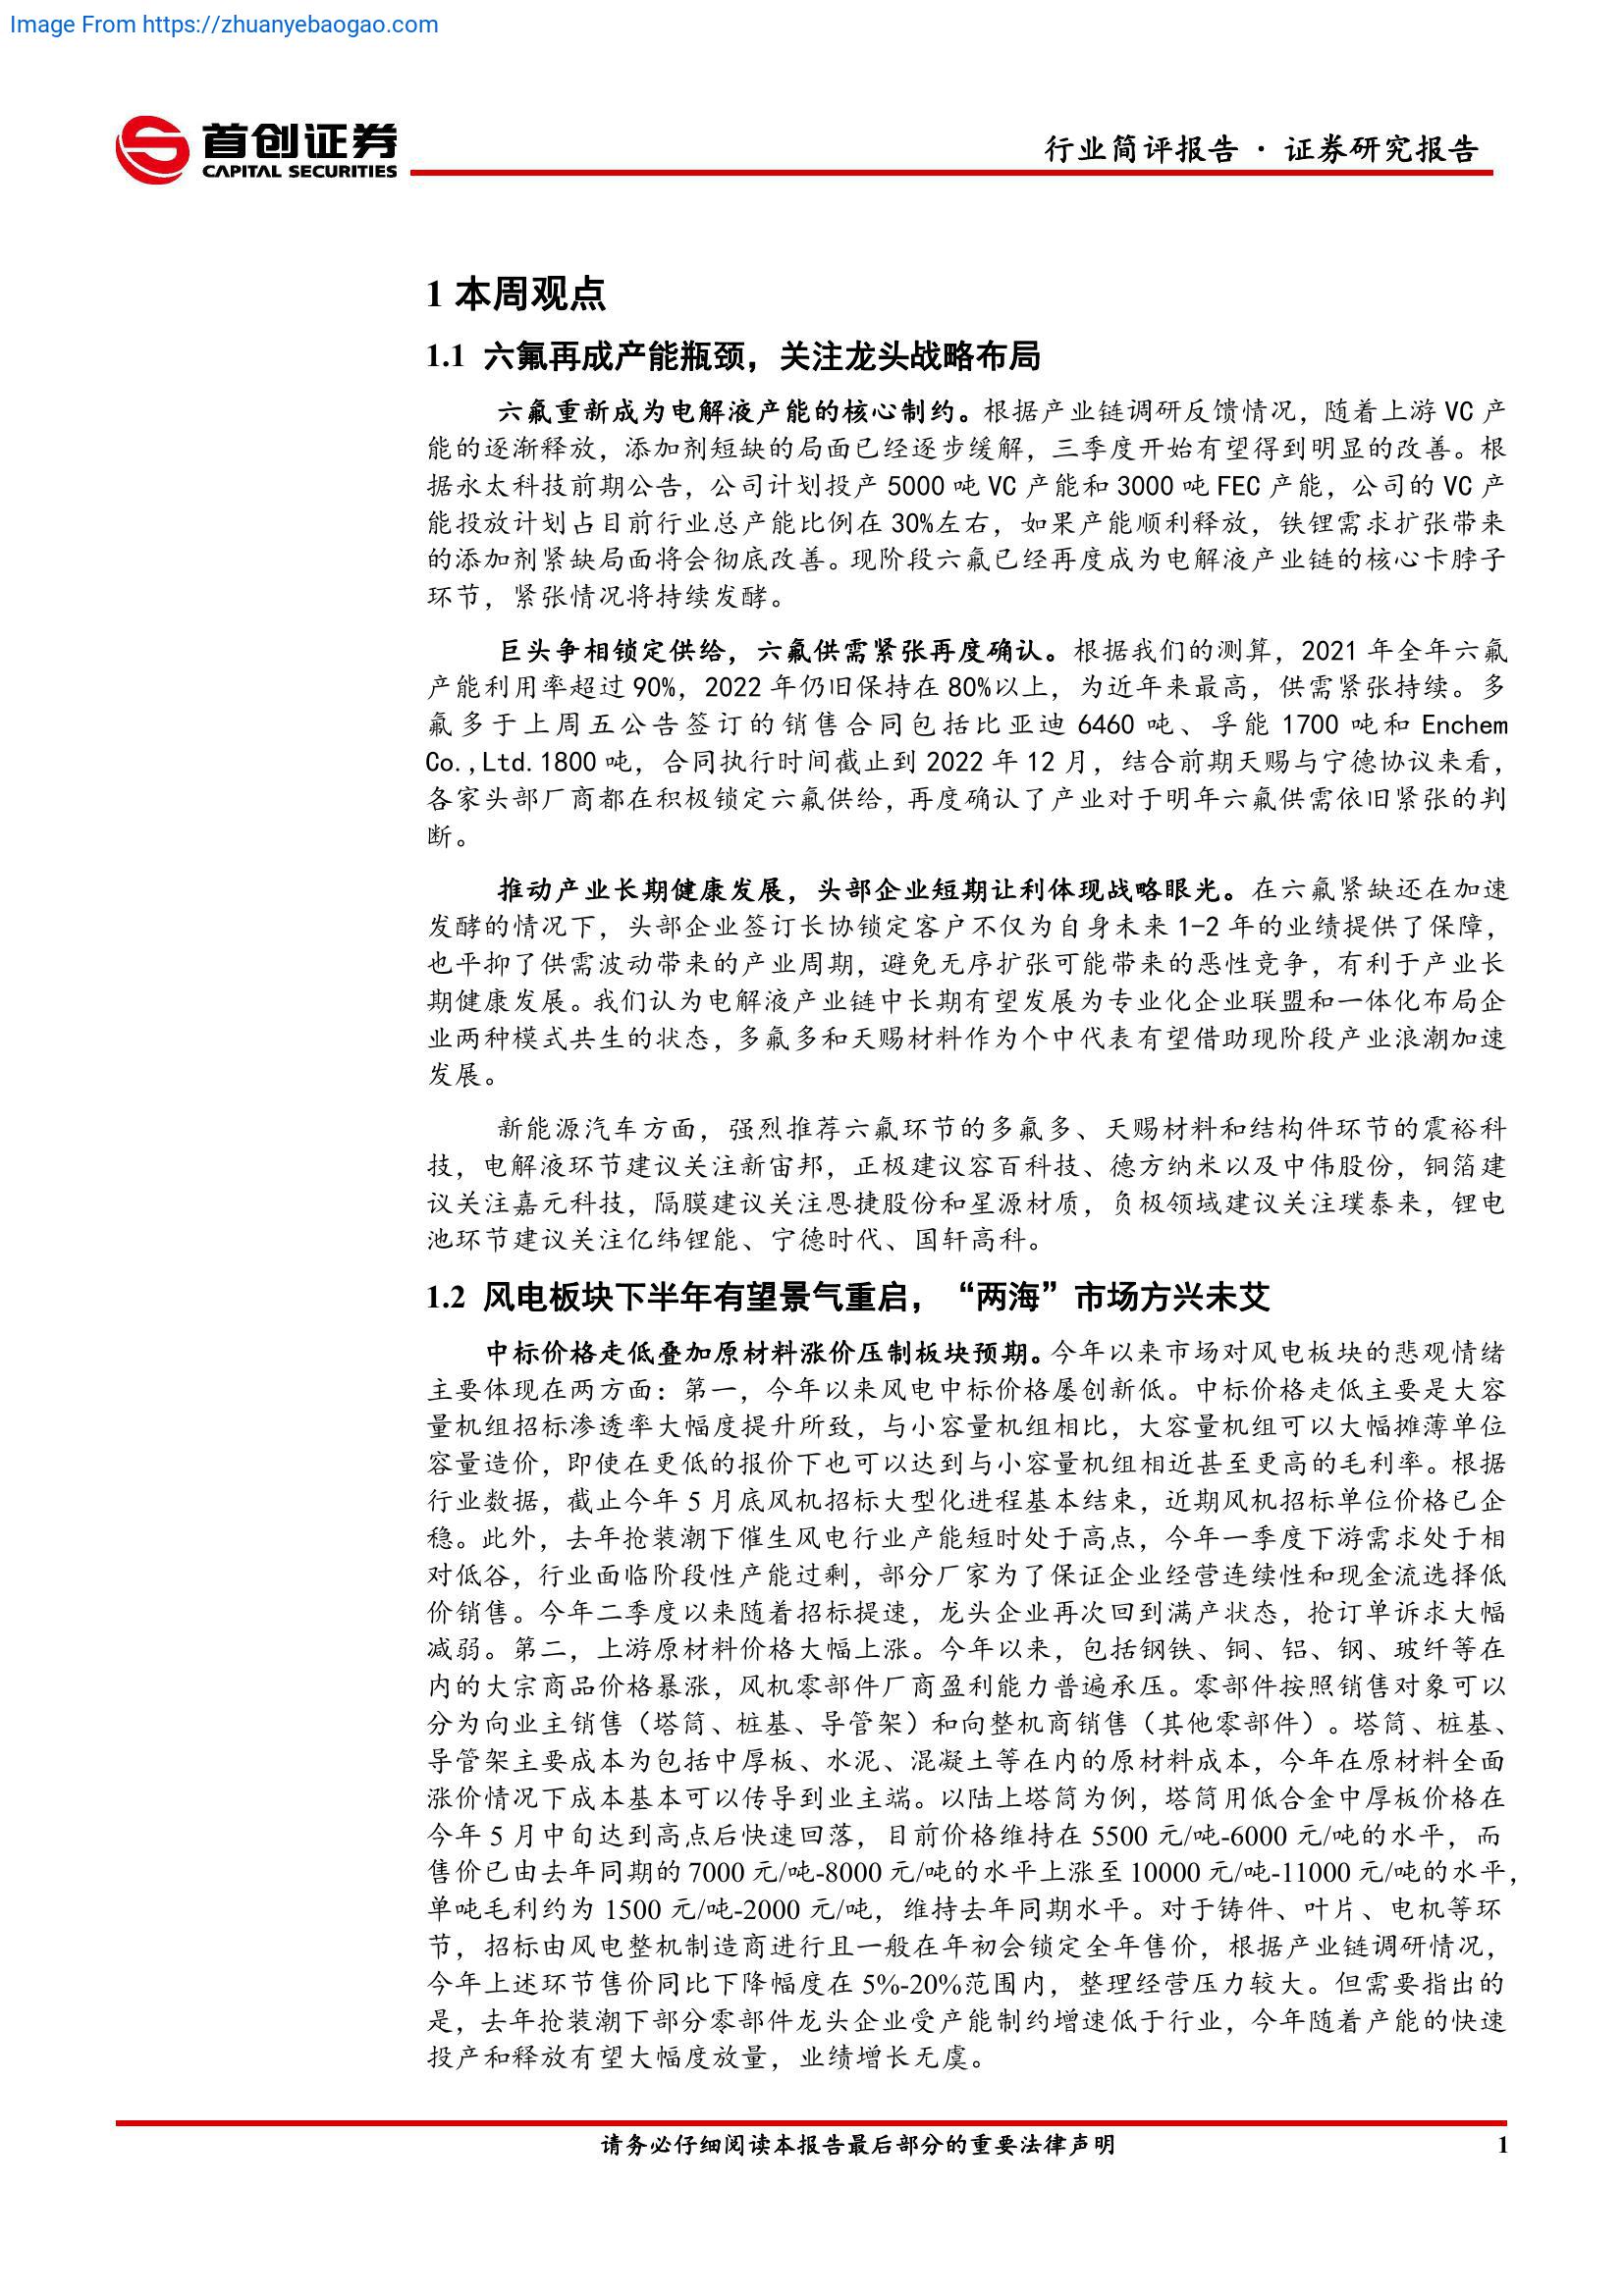 Image From https://zhuanyebaogao.com
首创证券
CAPITAL SECURITIES
行业简评报告 · 证券研究报告
1 本周观点
1.1 六氟再成产能瓶颈，关注龙头战略布局
六氟重新成为电解液产能的核心制约。根据产业链调研反馈情况，随着上游 VC 产
能的逐渐释放，添加剂短缺的局面已经逐步缓解，三季度开始有望得到明显的改善。根
据永太科技前期公告，公司计划投产 5000 吨 VC 产能和 3000 吨 FEC 产能，公司的 VC 产
能投放计划占目前行业总产能比例在 30%左右，如果产能顺利释放，铁锂需求扩张带来
的添加剂紧缺局面将会彻底改善。现阶段六氟已经再度成为电解液产业链的核心卡脖子
环节，紧张情况将持续发酵。
巨头争相锁定供给，六氟供需紧张再度确认。根据我们的测算，2021 年全年六氟
产能利用率超过 90%，2022 年仍旧保持在 80%以上，为近年来最高，供需紧张持续。多
氟多于上周五公告签订的销售合同包括比亚迪 6460 吨、孚能 1700 吨和 Enchem
Co.,Ltd.1800 吨，合同执行时间截止到 2022 年 12 月，结合前期天赐与宁德协议来看，
各家头部厂商都在积极锁定六氟供给，再度确认了产业对于明年六氟供需依旧紧张的判
断。
推动产业长期健康发展，头部企业短期让利体现战略眼光。在六氟紧缺还在加速
发酵的情况下，头部企业签订长协锁定客户不仅为自身未来 1-2 年的业绩提供了保障，
也平抑了供需波动带来的产业周期，避免无序扩张可能带来的恶性竞争，有利于产业长
期健康发展。我们认为电解液产业链中长期有望发展为专业化企业联盟和一体化布局企
业两种模式共生的状态，多氟多和天赐材料作为个中代表有望借助现阶段产业浪潮加速
发展。
新能源汽车方面，强烈推荐六氟环节的多氟多、天赐材料和结构件环节的震裕科
技，电解液环节建议关注新宙邦，正极建议容百科技、德方纳米以及中伟股份，铜箔建
议关注嘉元科技，隔膜建议关注恩捷股份和星源材质，负极领域建议关注璞泰来，锂电
池环节建议关注亿纬锂能、宁德时代、国轩高科。
1.2 风电板块下半年有望景气重启，“两海”市场方兴未艾
中标价格走低叠加原材料涨价压制板块预期。今年以来市场对风电板块的悲观情绪
主要体现在两方面：第一，今年以来风电中标价格屡创新低。中标价格走低主要是大容
量机组招标渗透率大幅度提升所致，与小容量机组相比，大容量机组可以大幅摊薄单位
容量造价，即使在更低的报价下也可以达到与小容量机组相近甚至更高的毛利率。根据
行业数据，截止今年 5 月底风机招标大型化进程基本结束，近期风机招标单位价格已企
稳。此外，去年抢装潮下催生风电行业产能短时处于高点，今年一季度下游需求处于相
对低谷，行业面临阶段性产能过剩，部分厂家为了保证企业经营连续性和现金流选择低
价销售。今年二季度以来随着招标提速，龙头企业再次回到满产状态，抢订单诉求大幅
减弱。第二，上游原材料价格大幅上涨。今年以来，包括钢铁、铜、铝、钢、玻纤等在
内的大宗商品价格暴涨，风机零部件厂商盈利能力普遍承压。零部件按照销售对象可以
分为向业主销售（塔筒、桩基、导管架）和向整机商销售（其他零部件）。塔筒、桩基、
导管架主要成本为包括中厚板、水泥、混凝土等在内的原材料成本，今年在原材料全面
涨价情况下成本基本可以传导到业主端。以陆上塔筒为例，塔筒用低合金中厚板价格在
今年 5 月中旬达到高点后快速回落，目前价格维持在 5500 元/吨-6000 元/吨的水平，而
售价已由去年同期的 7000 元/吨-8000 元/吨的水平上涨至 10000 元/吨-11000 元/吨的水平，
单吨毛利约为 1500 元/吨-2000 元/吨，维持去年同期水平。对于铸件、叶片、电机等环
节，招标由风电整机制造商进行且一般在年初会锁定全年售价，根据产业链调研情况，
今年上述环节售价同比下降幅度在 5%-20%范围内，整理经营压力较大。但需要指出的
是，去年抢装潮下部分零部件龙头企业受产能制约增速低于行业，今年随着产能的快速
投产和释放有望大幅度放量，业绩增长无虞。
请务必仔细阅读本报告最后部分的重要法律声明
1